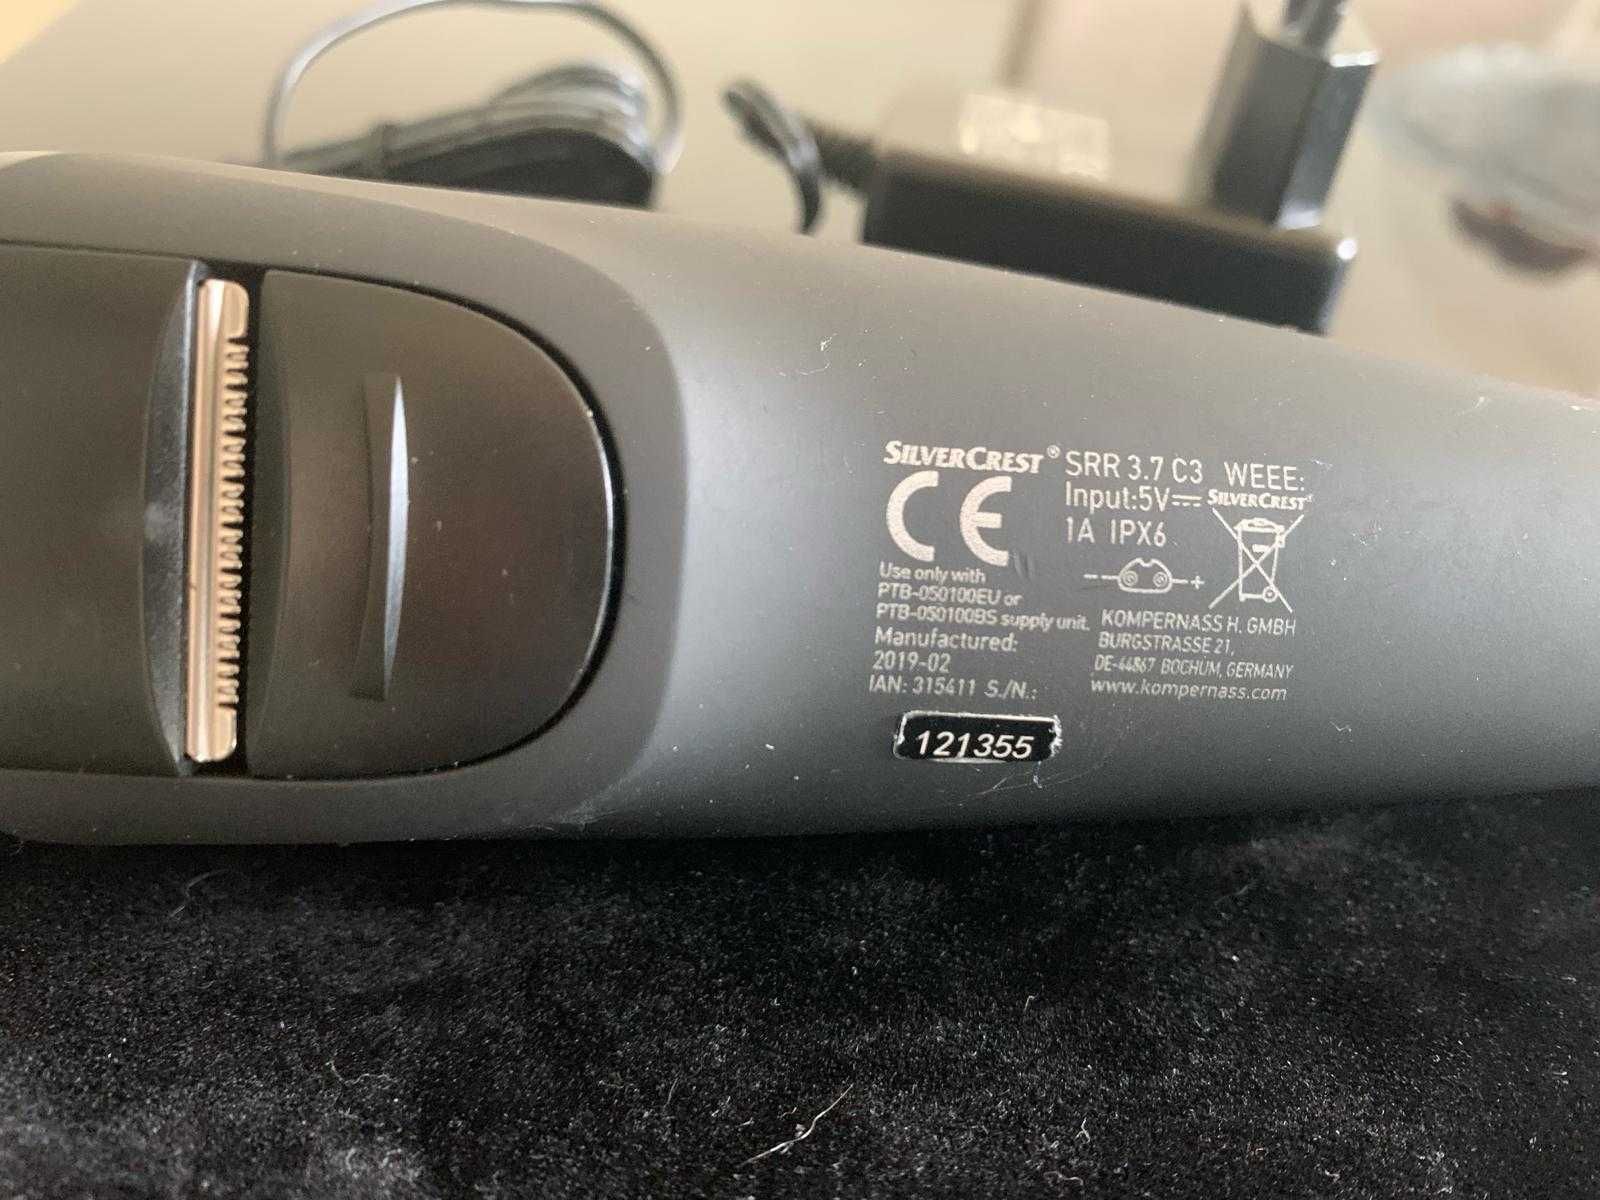 SILVERCREST® SRR 3.7 C3 WEEE:
Input:5V⎓ SILVERCREST®
1A IPX6
CE
- +
Use only with
PTB-050100EU or
PTB-050100BS supply unit.
Manufactured:
2019-02
IAN: 315411 S./N.:
121355
KOMPERNASS H. GMBH
BURGSTRASSE 21,
DE-44867 BOCHUM, GERMANY
www.kompernass.com